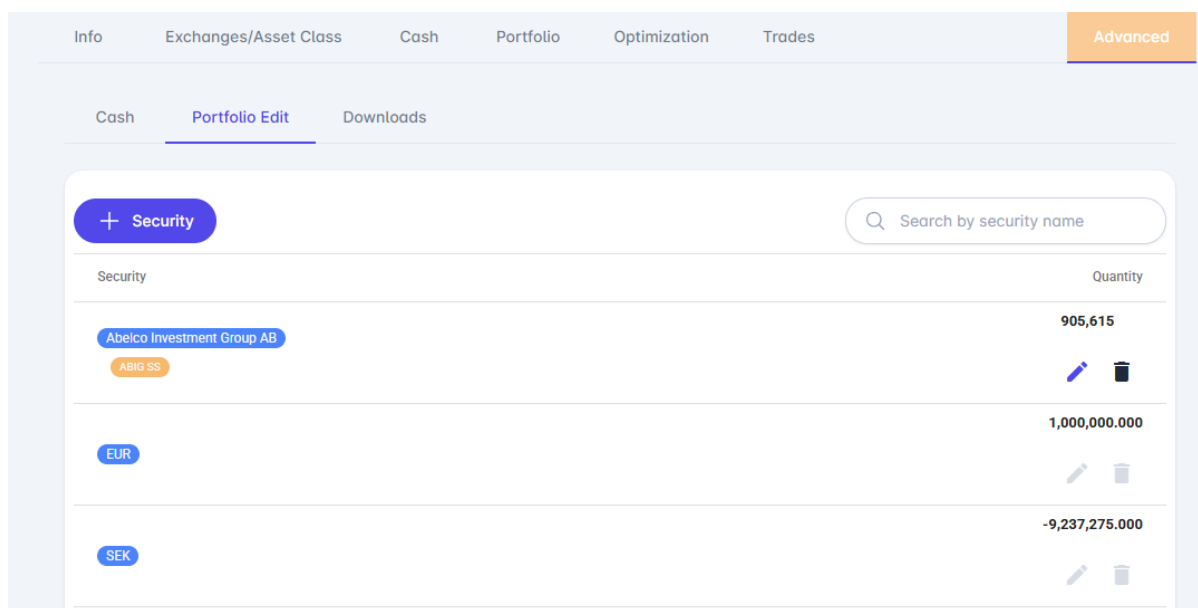 Info Exchanges/Asset Class Cash Portfolio Optimization Trades Advanced
Cash Portfolio Edit Downloads
+ Security Search by security name
Security Quantity
905,615
Abelco Investment Group AB
ABIG SS
1,000,000.000
EUR
-9,237,275.000
SEK